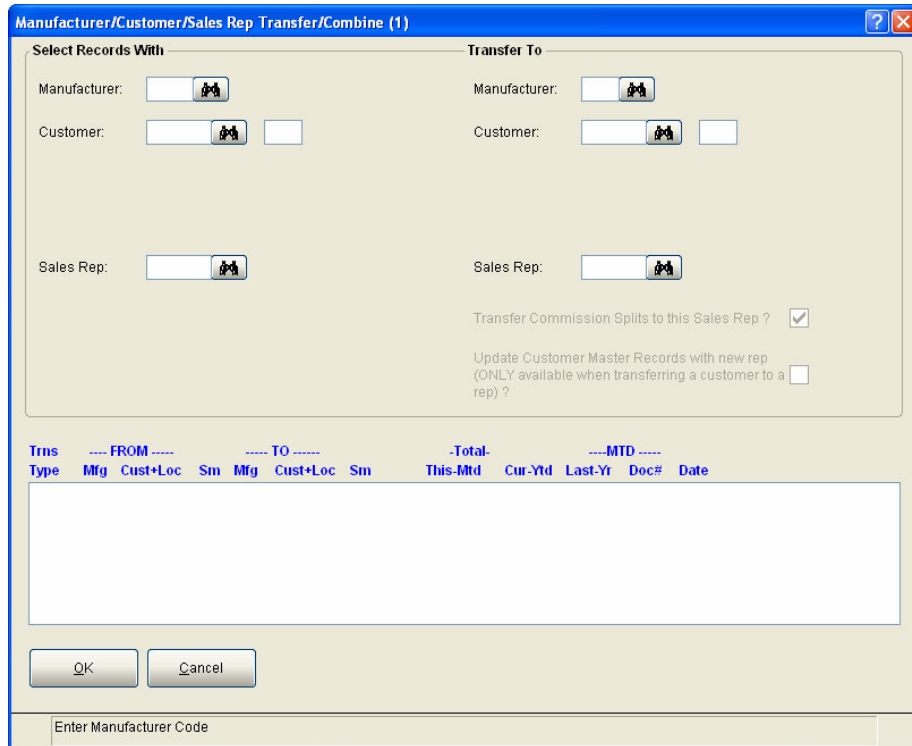 Manufacturer/Customer/Sales Rep Transfer/Combine (1)
Select Records With
Transfer To
Manufacturer:
Manufacturer:
Customer:
Customer:
Sales Rep:
Sales Rep:
Transfer Commission Splits to this Sales Rep ?
Update Customer Master Records with new rep
(ONLY available when transferring a customer to a
rep) ?
Trns ---- FROM ----- ----- TO ------ -Total- ----MTD -----
Type Mfg Cust+Loc Sm Mfg Cust+Loc Sm This-Mtd Cur-Ytd Last-Yr Doc# Date
OK Cancel
Enter Manufacturer Code